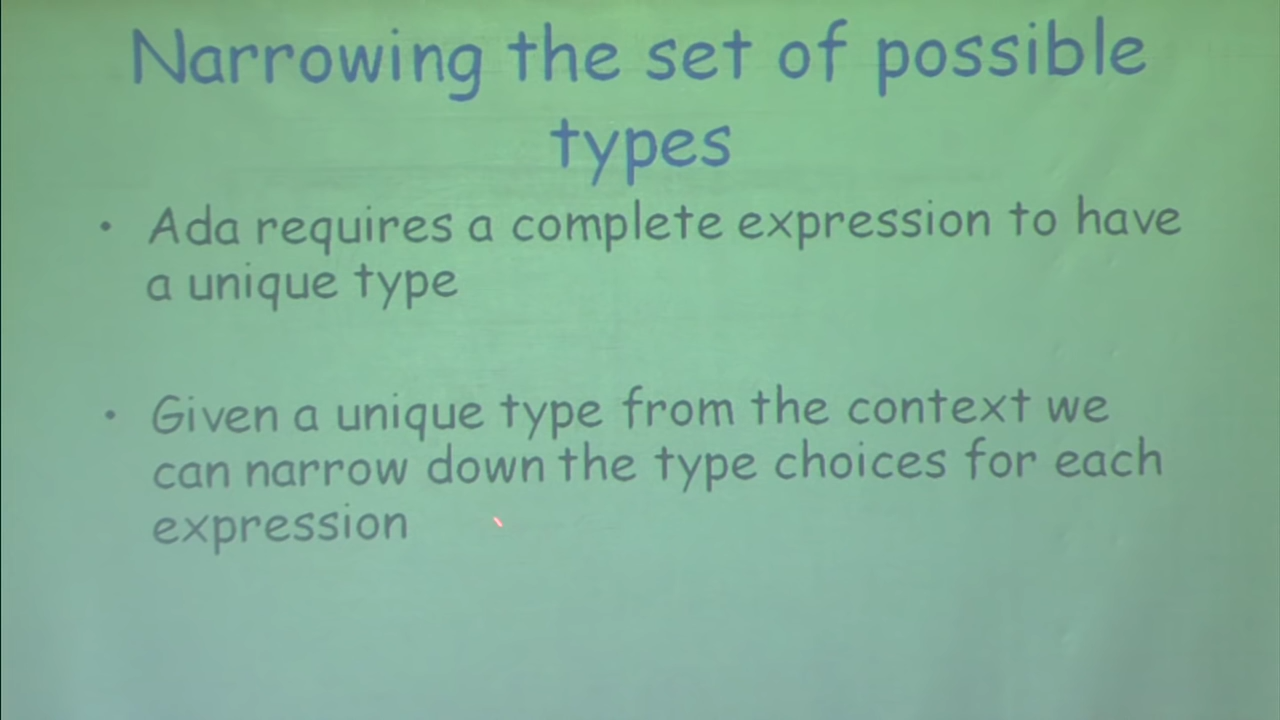 Narrowing the set of possible
types
• Ada requires a complete expression to have
a unique type
• Given a unique type from the context we
can narrow down the type choices for each
expression